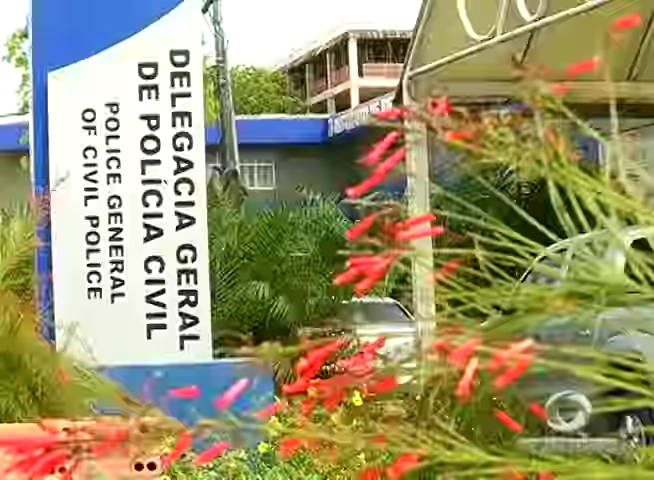 DELEGACIA GERAL
DE POLÍCIA CIVIL
POLICE GENERAL
OF CIVIL POLICE